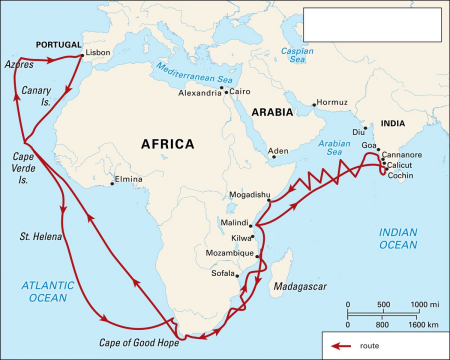 PORTUGAL
Lisbon
Azores
Canary
Is.
Mediterranean Sea
Caspian
Sea
Alexandria
Cairo
ARABIA
Hormuz
Diu
INDIA
Goa
Cannanore
Calicut
Cochin
AFRICA
Aden
Arabian
Sea
Cape
Verde
Is.
Elmina
Mogadishu
Malindi
Kilwa
Mozambique
Sofala
Madagascar
St. Helena
INDIAN
OCEAN
ATLANTIC
OCEAN
Cape of Good Hope
0 500 1000 mi
0 800 1600 km
route